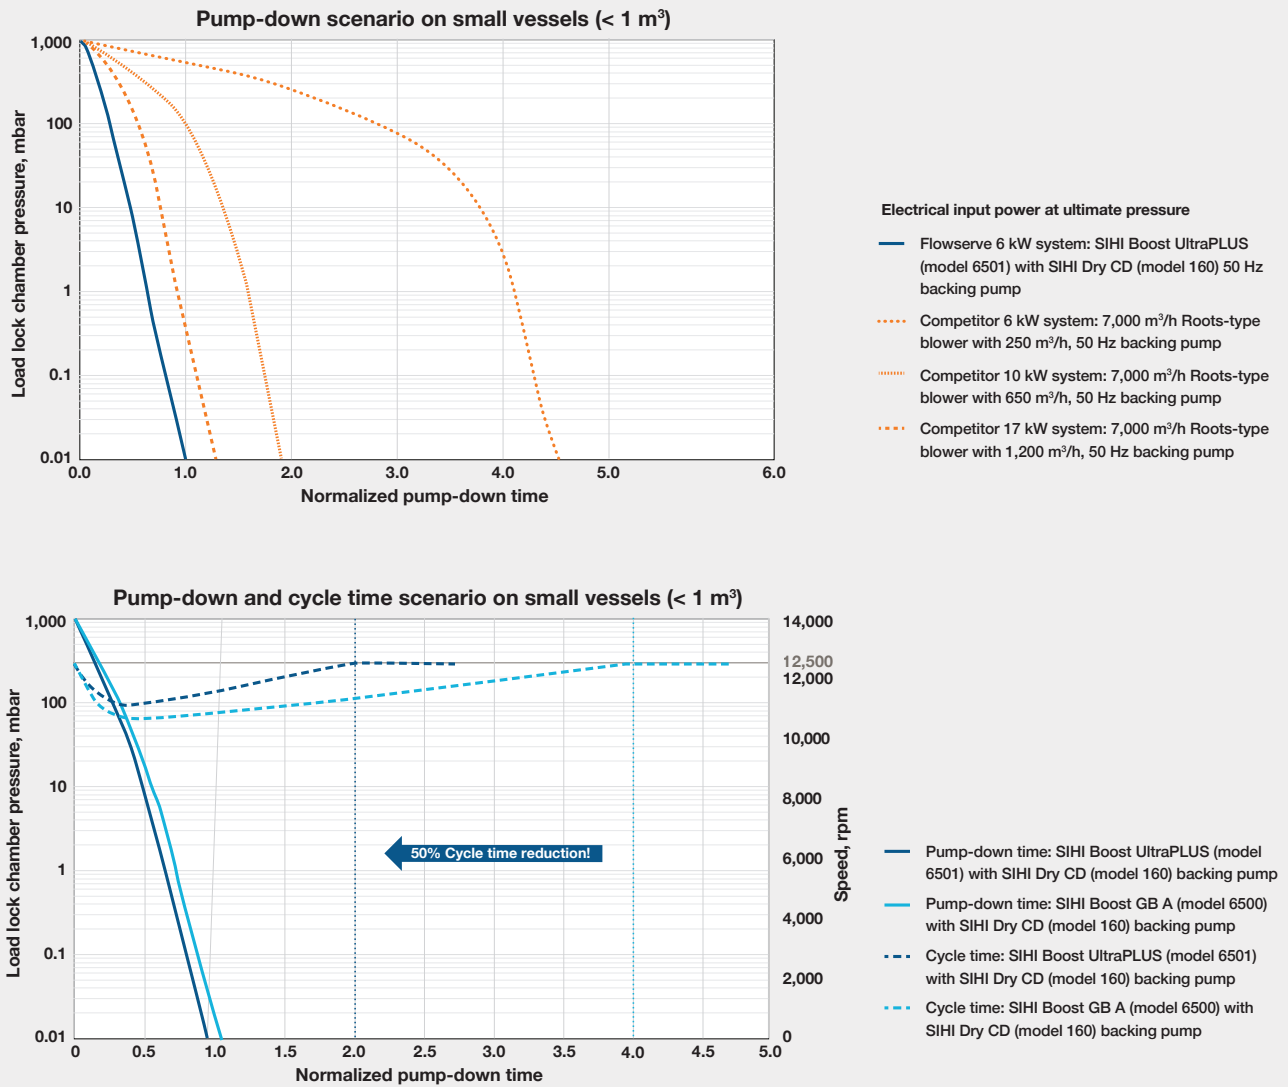 Pump-down scenario on small vessels (< 1 m³)
Load lock chamber pressure, mbar
1,000
100
10
1
0.1
0.01
0.0
1.0
2.0
3.0
4.0
5.0
6.0
Normalized pump-down time
Electrical input power at ultimate pressure
Flowserve 6 kW system: SIHI Boost UltraPLUS
(model 6501) with SIHI Dry CD (model 160) 50 Hz
backing pump
Competitor 6 kW system: 7,000 m³/h Roots-type
blower with 250 m³/h, 50 Hz backing pump
Competitor 10 kW system: 7,000 m³/h Roots-type
blower with 650 m³/h, 50 Hz backing pump
Competitor 17 kW system: 7,000 m³/h Roots-type
blower with 1,200 m³/h, 50 Hz backing pump
Pump-down and cycle time scenario on small vessels (< 1 m³)
Load lock chamber pressure, mbar
1,000
100
10
1
0.1
0.01
0
0.5
1.0
1.5
2.0
2.5
3.0
3.5
4.0
4.5
5.0
Normalized pump-down time
14,000
12,500
12,000
10,000
8,000
6,000
4,000
2,000
0
Speed, rpm
50% Cycle time reduction!
Pump-down time: SIHI Boost UltraPLUS (model
6501) with SIHI Dry CD (model 160) backing pump
Pump-down time: SIHI Boost GB A (model 6500)
with SIHI Dry CD (model 160) backing pump
Cycle time: SIHI Boost UltraPLUS (model 6501)
with SIHI Dry CD (model 160) backing pump
Cycle time: SIHI Boost GB A (model 6500) with
SIHI Dry CD (model 160) backing pump